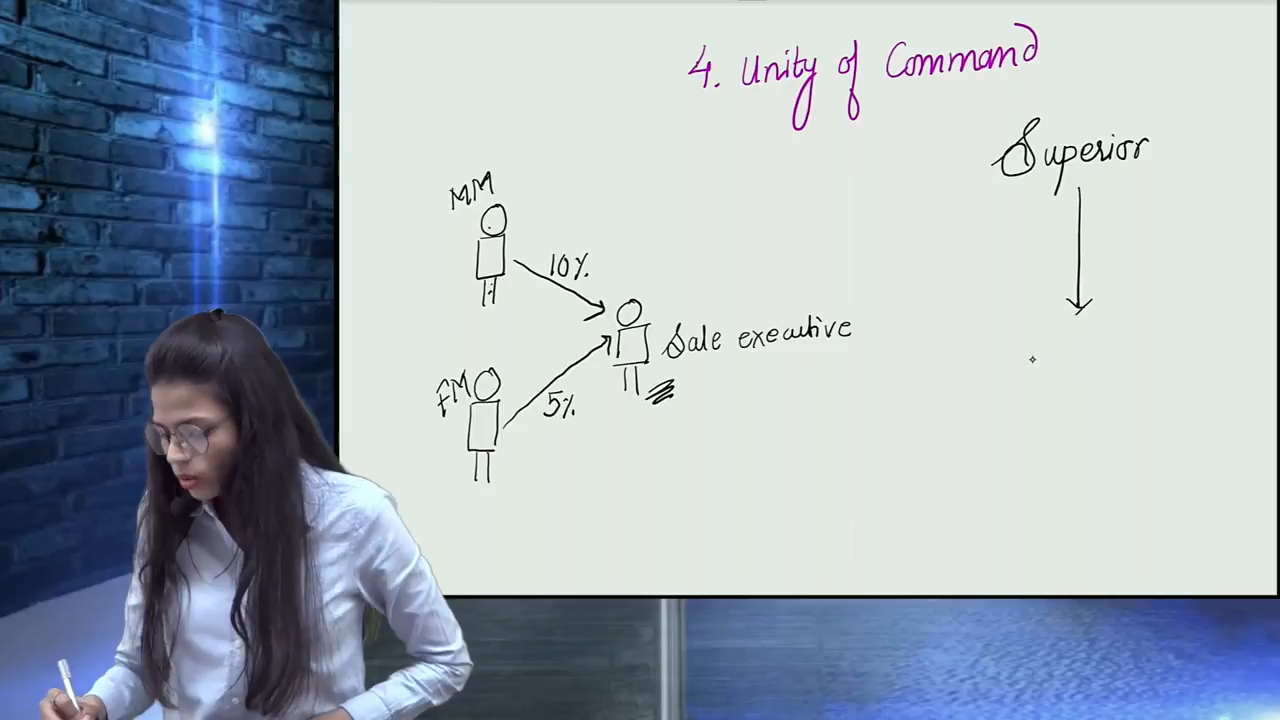 4. Unity of Command
Superior
MM
10%
Sale executive
FM
5%